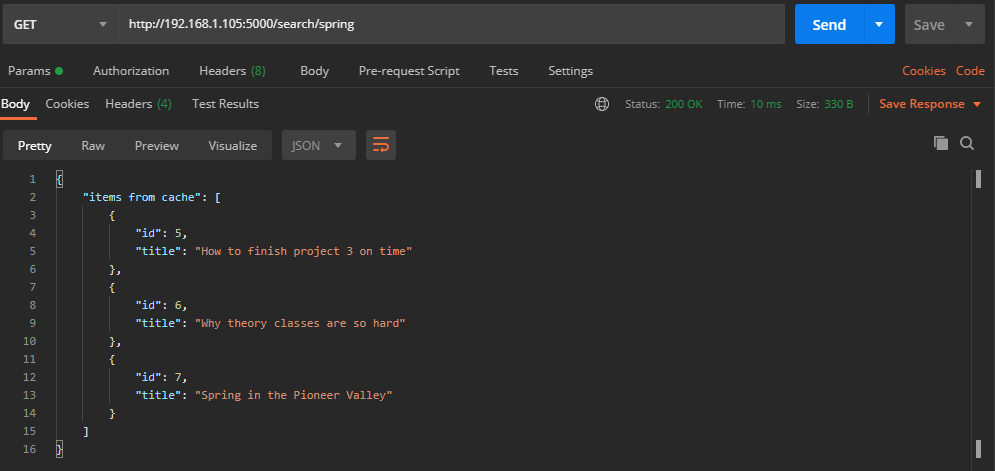 GET http://192.168.1.105:5000/search/spring Send Save
Params Authorization Headers (8) Body Pre-request Script Tests Settings Cookies Code
Body Cookies Headers (4) Test Results Status: 200 OK Time: 10 ms Size: 330 B Save Response
Pretty Raw Preview Visualize JSON
1 {
2 "items from cache": [
3 {
4 "id": 5,
5 "title": "How to finish project 3 on time"
6 },
7 {
8 "id": 6,
9 "title": "Why theory classes are so hard"
10 },
11 {
12 "id": 7,
13 "title": "Spring in the Pioneer Valley"
14 }
15 ]
16 }